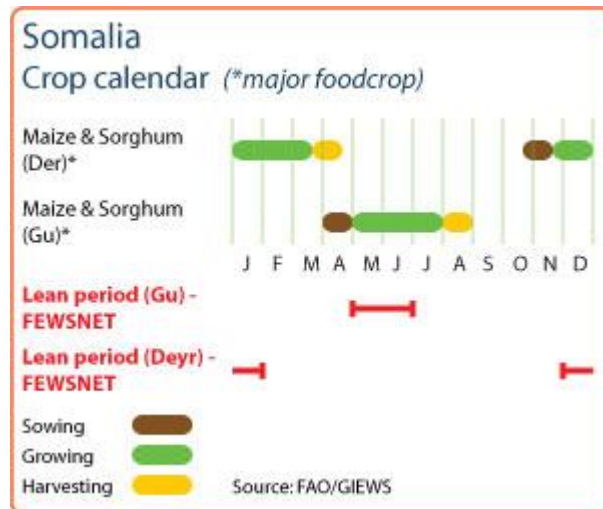 Somalia
Crop calendar (*major foodcrop)
Maize & Sorghum
(Der)*
Maize & Sorghum
(Gu)*
J F M A M J J A S O N D
Lean period (Gu) -
FEWSNET
Lean period (Deyr) -
FEWSNET
Sowing
Growing
Harvesting
Source: FAO/GIEWS